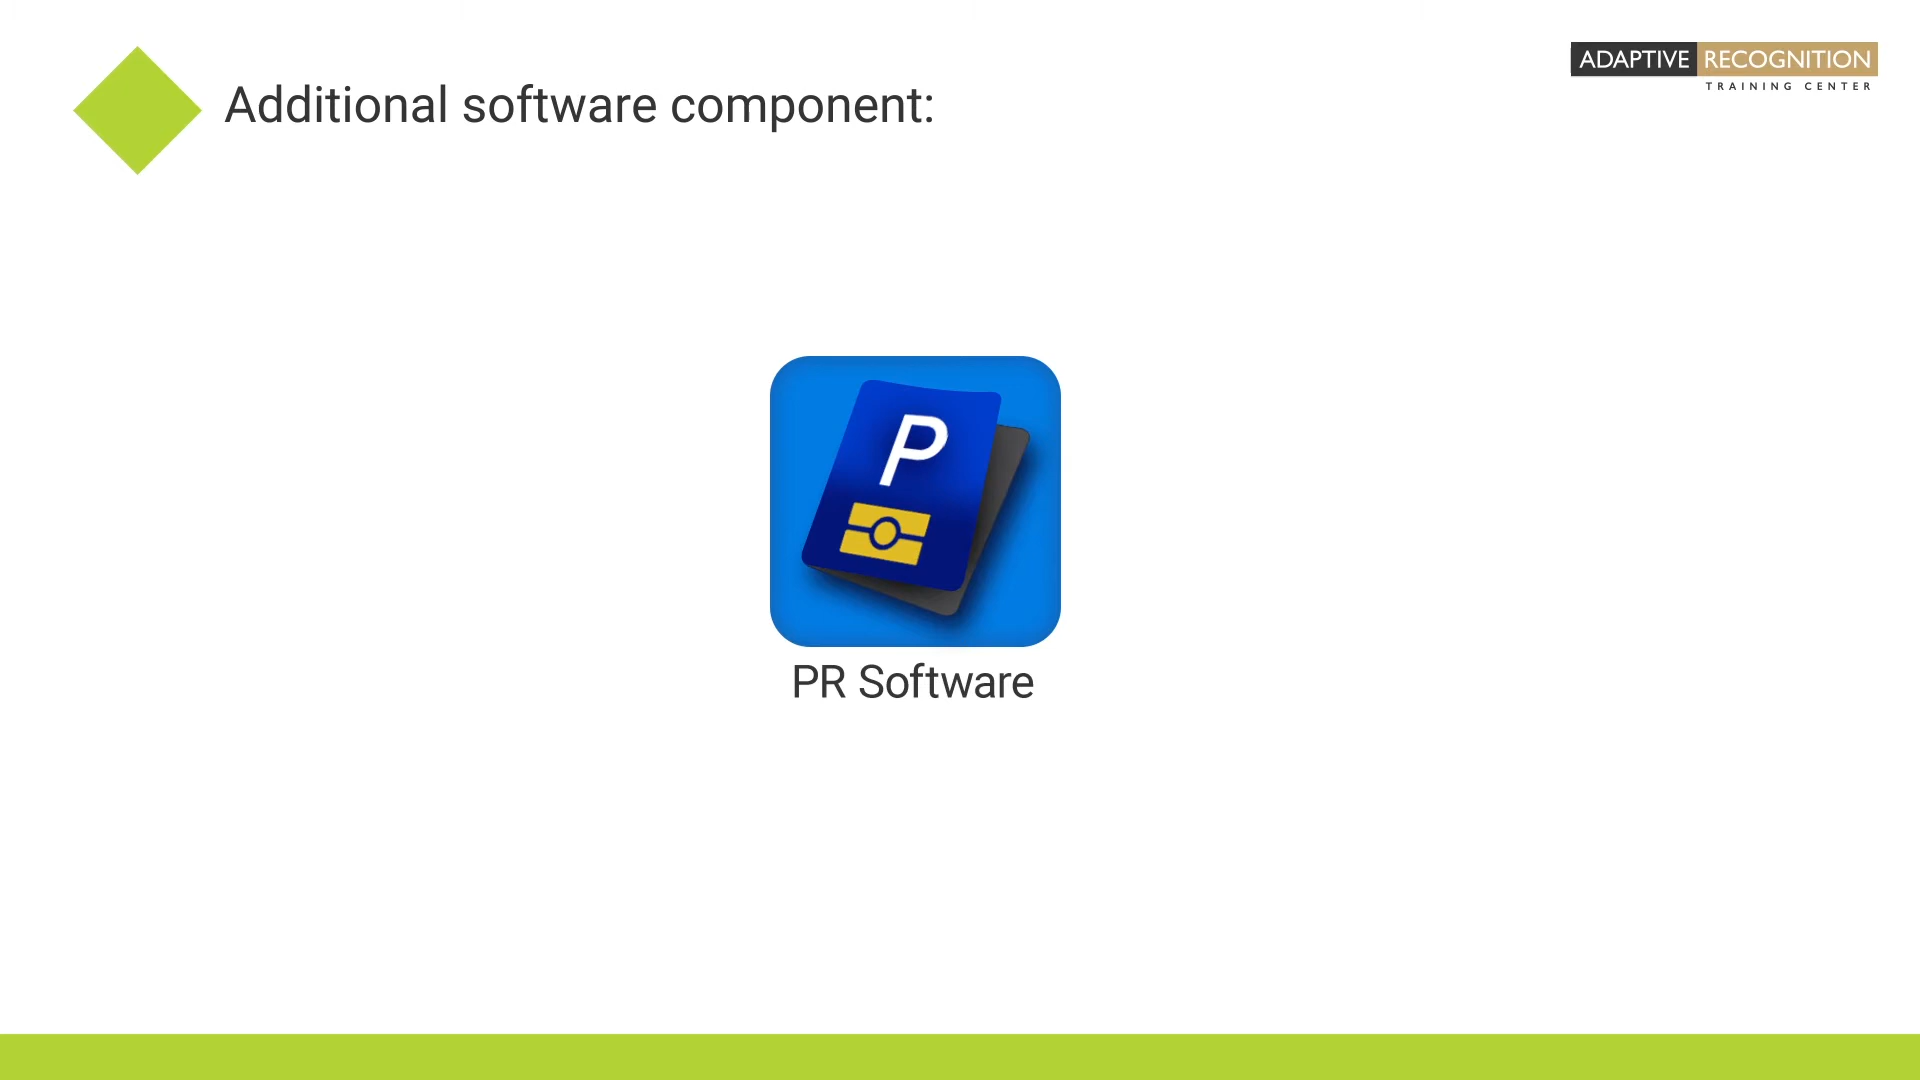 ADAPTIVE RECOGNITION
TRAINING CENTER
Additional software component:
P
PR Software